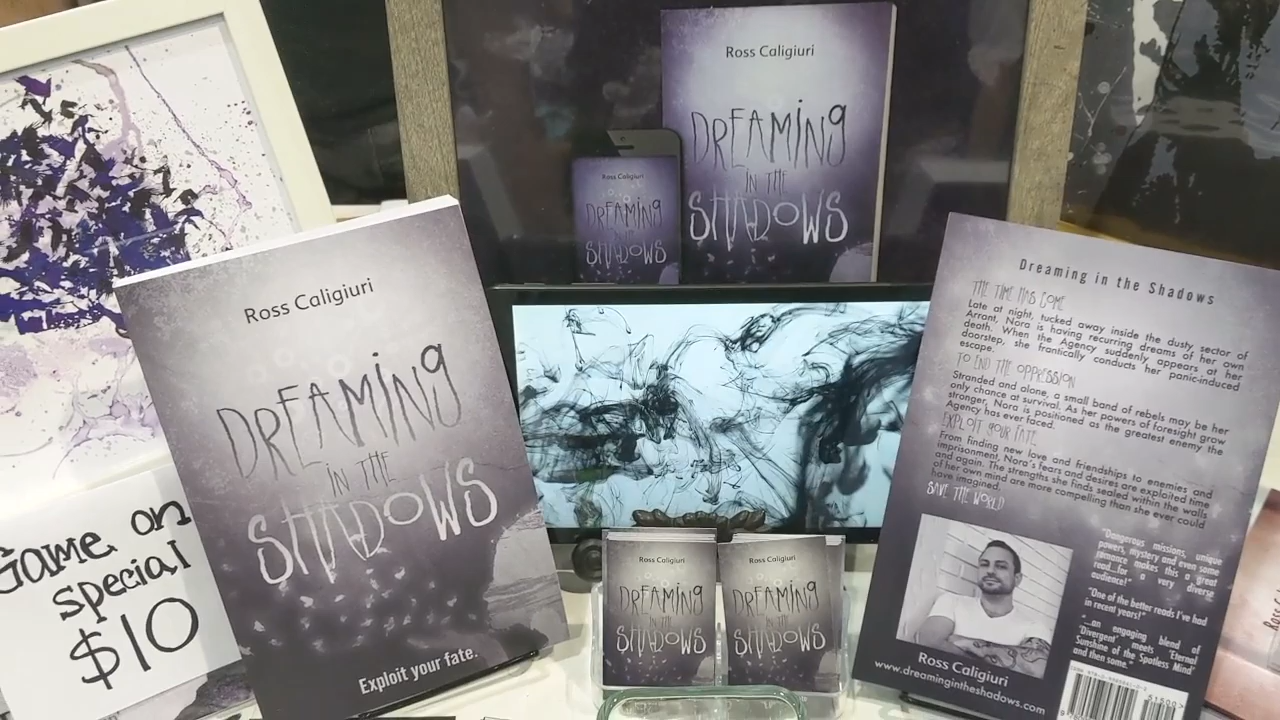 Ross Caligiuri
DREAMING
IN THE
SHADOWS
Ross Caligiuri
DREAMING
SHADOWS
Ross Caligiuri
DREAMING
IN THE
SHADOWS
Exploit your fate.
Game on
special
$10
Ross Caligiuri
DREAMING
IN THE
SHADOWS
Ross Caligiuri
DREAMING
IN THE
SHADOWS
Dreaming in the Shadows
THE TIME HAS COME
Late at night, tucked away inside the dusty sector of
Arrant, Nora is having recurring dreams of her own
death. When the Agency suddenly appears at her
doorstep, she frantically conducts her panic-induced
escape.
TO END THE OPPRESSION
Stranded and alone, a small band of rebels may be her
only chance at survival. As her powers of foresight grow
stronger, Nora is positioned as the greatest enemy the
Agency has ever faced.
EXPLOIT YOUR FATE
From finding new love and friendships to enemies and
imprisonment, Nora's fears and desires are exploited time
and again. The strengths she finds sealed within the walls
of her own mind are more compelling than she ever could
have imagined.
SAVE THE WORLD
"Dangerous missions, unique
powers, mystery and even some
romance makes this a great
read...for a very diverse
audience!"
"One of the better reads I've had
in recent years!"
"...an engaging blend of
'Divergent' meets 'Eternal
Sunshine of the Spotless Mind'
and then some."
Ross Caligiuri
www.dreamingintheshadows.com